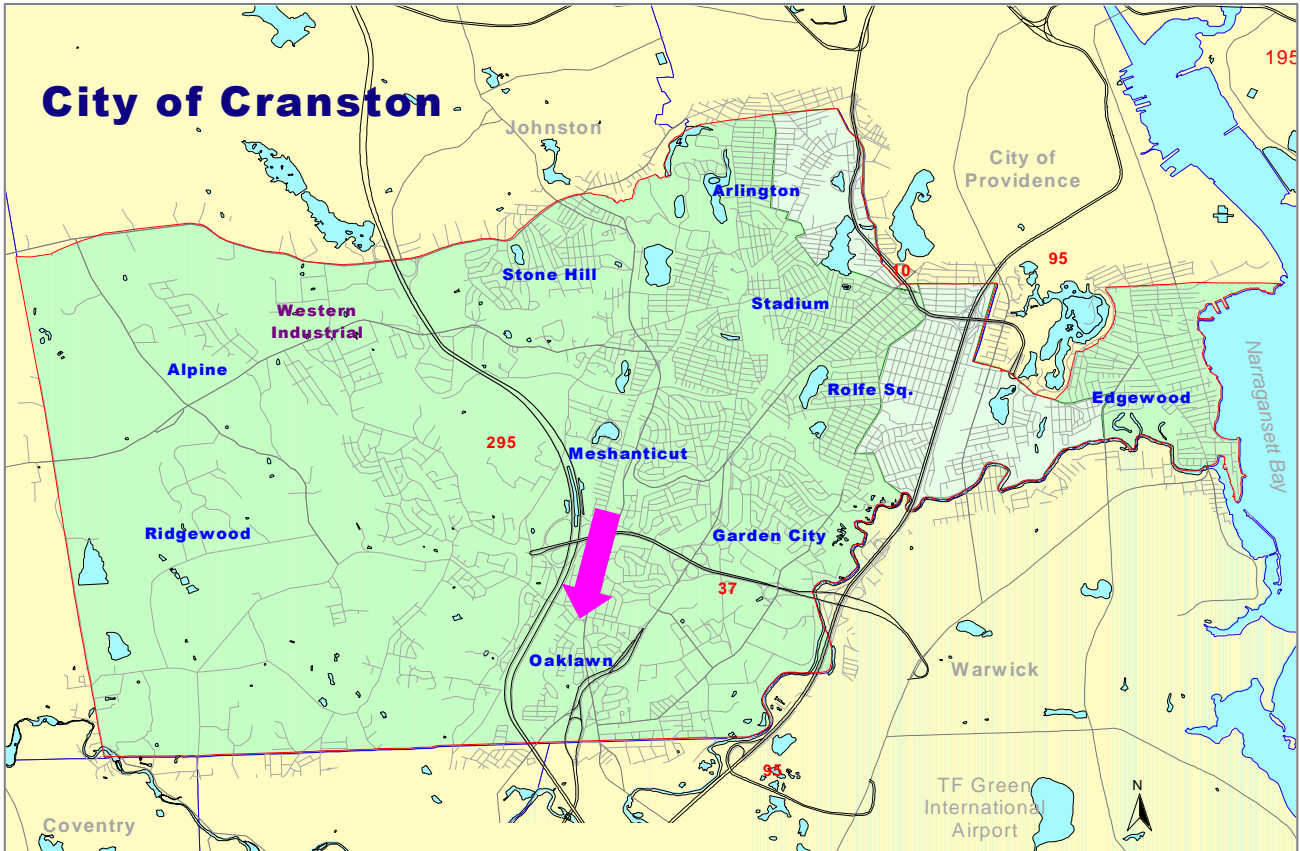 195
City of Cranston
Johnston
City of
Providence
Arlington
95
10
Stone Hill
Stadium
Western
Industrial
Alpine
Rolfe Sq.
Edgewood
Narragansett Bay
295
Meshanticut
Ridgewood
Garden City
37
Oaklawn
Warwick
95
TF Green
International
Airport
N
Coventry